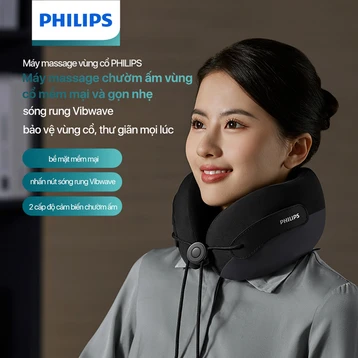 PHILIPS
Máy massage vùng cổ PHILIPS
Máy massage chườm ấm vùng
cổ mềm mại và gọn nhẹ
sóng rung Vibwave
bảo vệ vùng cổ, thư giãn mọi lúc
bề mặt mềm mại
nhấn nút sóng rung Vibwave
2 cấp độ cảm biến chườm ấm
PHILIPS